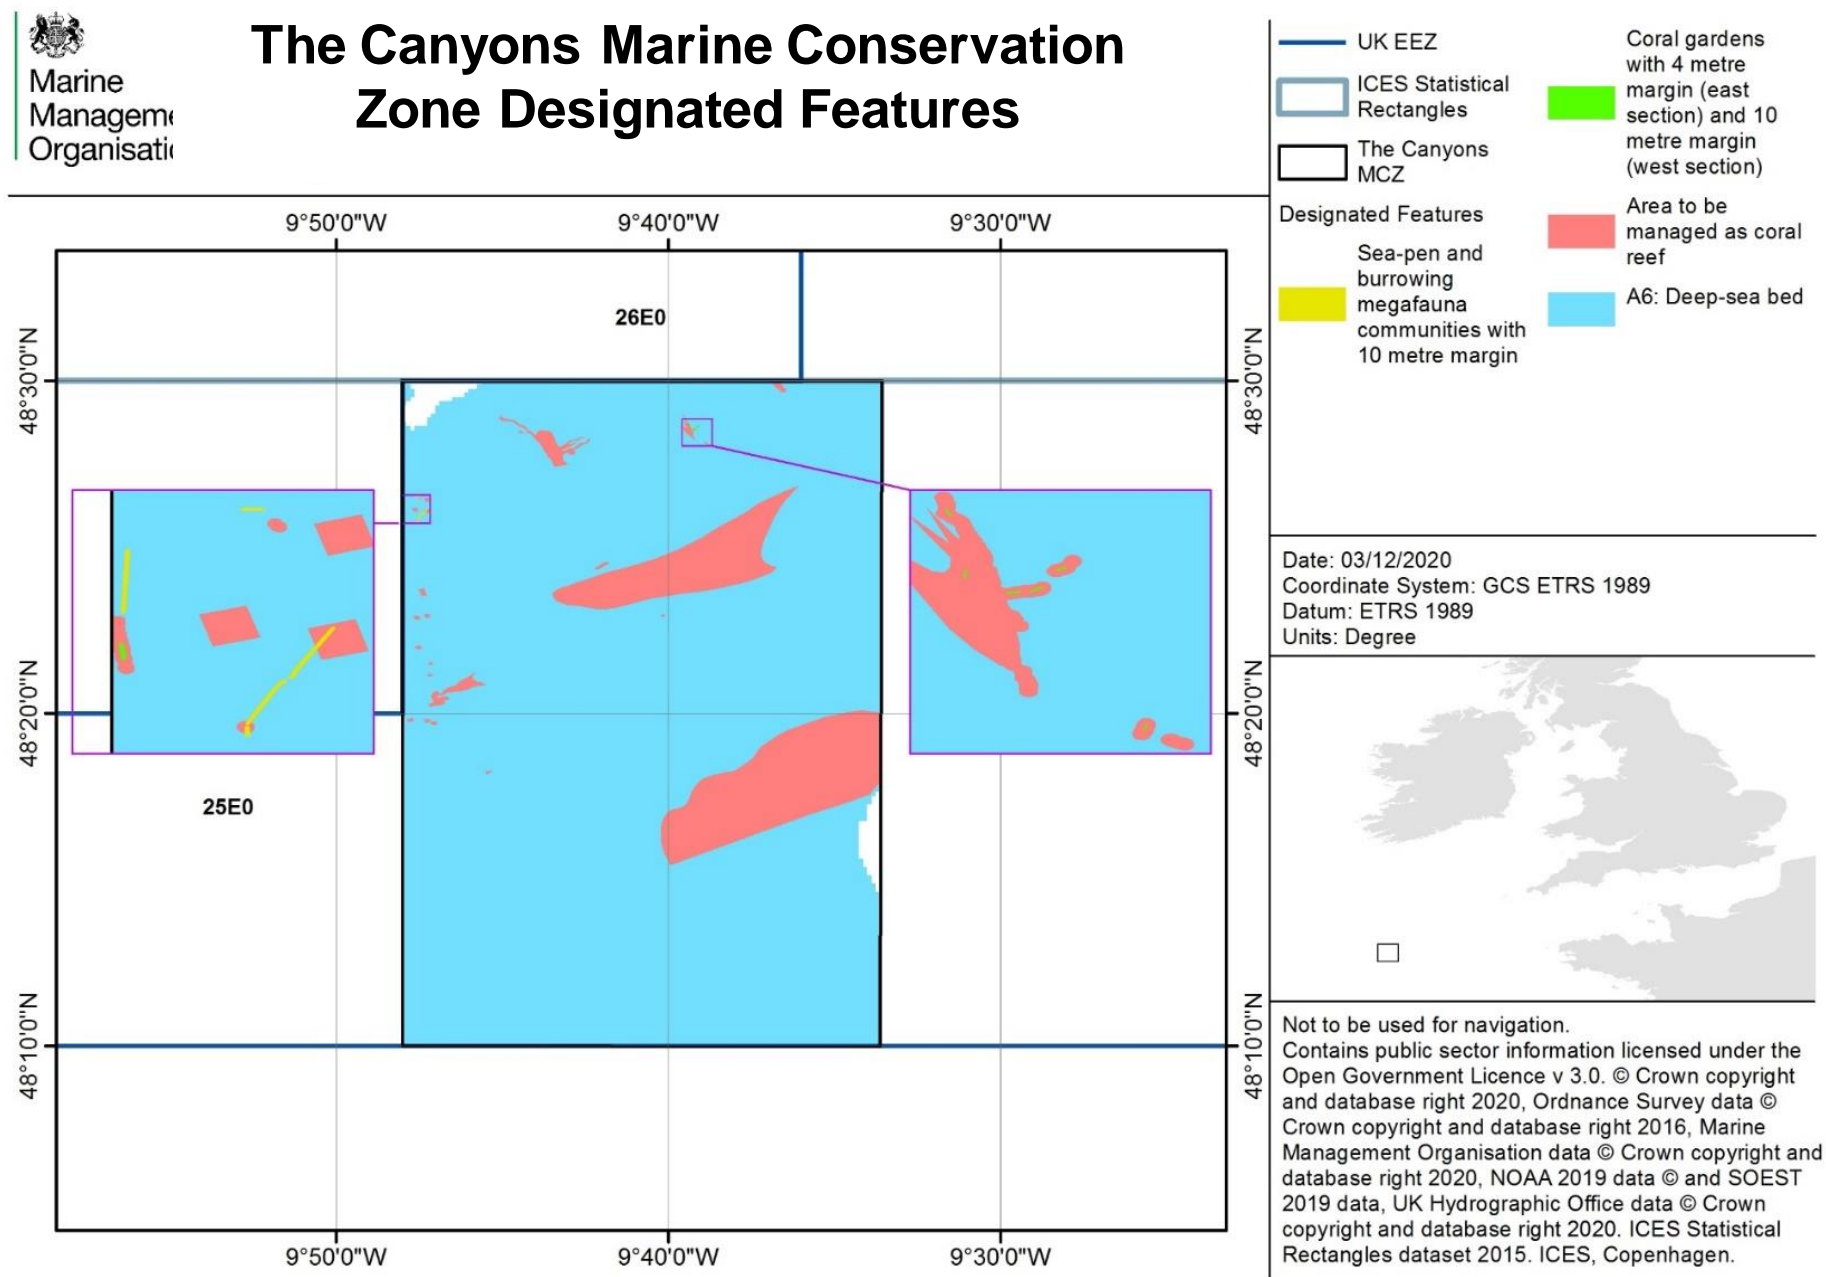 Marine
Manageme
Organisati
The Canyons Marine Conservation
Zone Designated Features
UK EEZ
ICES Statistical
Rectangles
The Canyons
MCZ
Designated Features
Sea-pen and
burrowing
megafauna
communities with
10 metre margin
Coral gardens
with 4 metre
margin (east
section) and 10
metre margin
(west section)
Area to be
managed as coral
reef
A6: Deep-sea bed
9°50'0"W
9°40'0"W
9°30'0"W
48°30'0"N
48°20'0"N
48°10'0"N
26E0
25E0
48°30'0"N
48°20'0"N
48°10'0"N
9°50'0"W
9°40'0"W
9°30'0"W
Date: 03/12/2020
Coordinate System: GCS ETRS 1989
Datum: ETRS 1989
Units: Degree
Not to be used for navigation.
Contains public sector information licensed under the
Open Government Licence v 3.0. © Crown copyright
and database right 2020, Ordnance Survey data ©
Crown copyright and database right 2016, Marine
Management Organisation data © Crown copyright and
database right 2020, NOAA 2019 data © and SOEST
2019 data, UK Hydrographic Office data © Crown
copyright and database right 2020. ICES Statistical
Rectangles dataset 2015. ICES, Copenhagen.